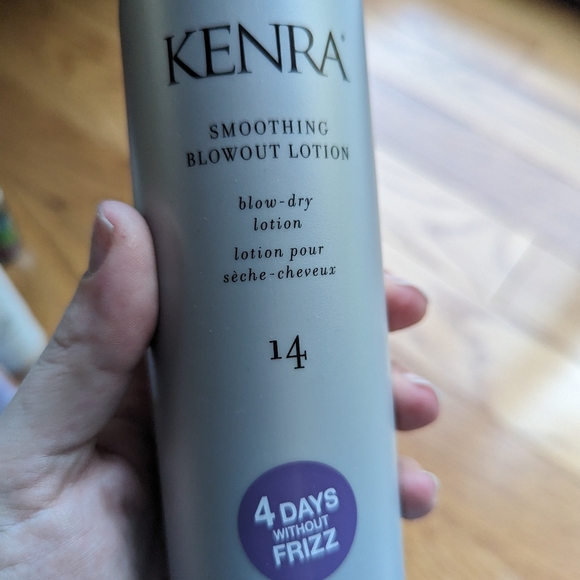 KENRA
SMOOTHING
BLOWOUT LOTION
blow-dry
lotion
lotion pour
sèche-cheveux
14
4 DAYS
WITHOUT
FRIZZ